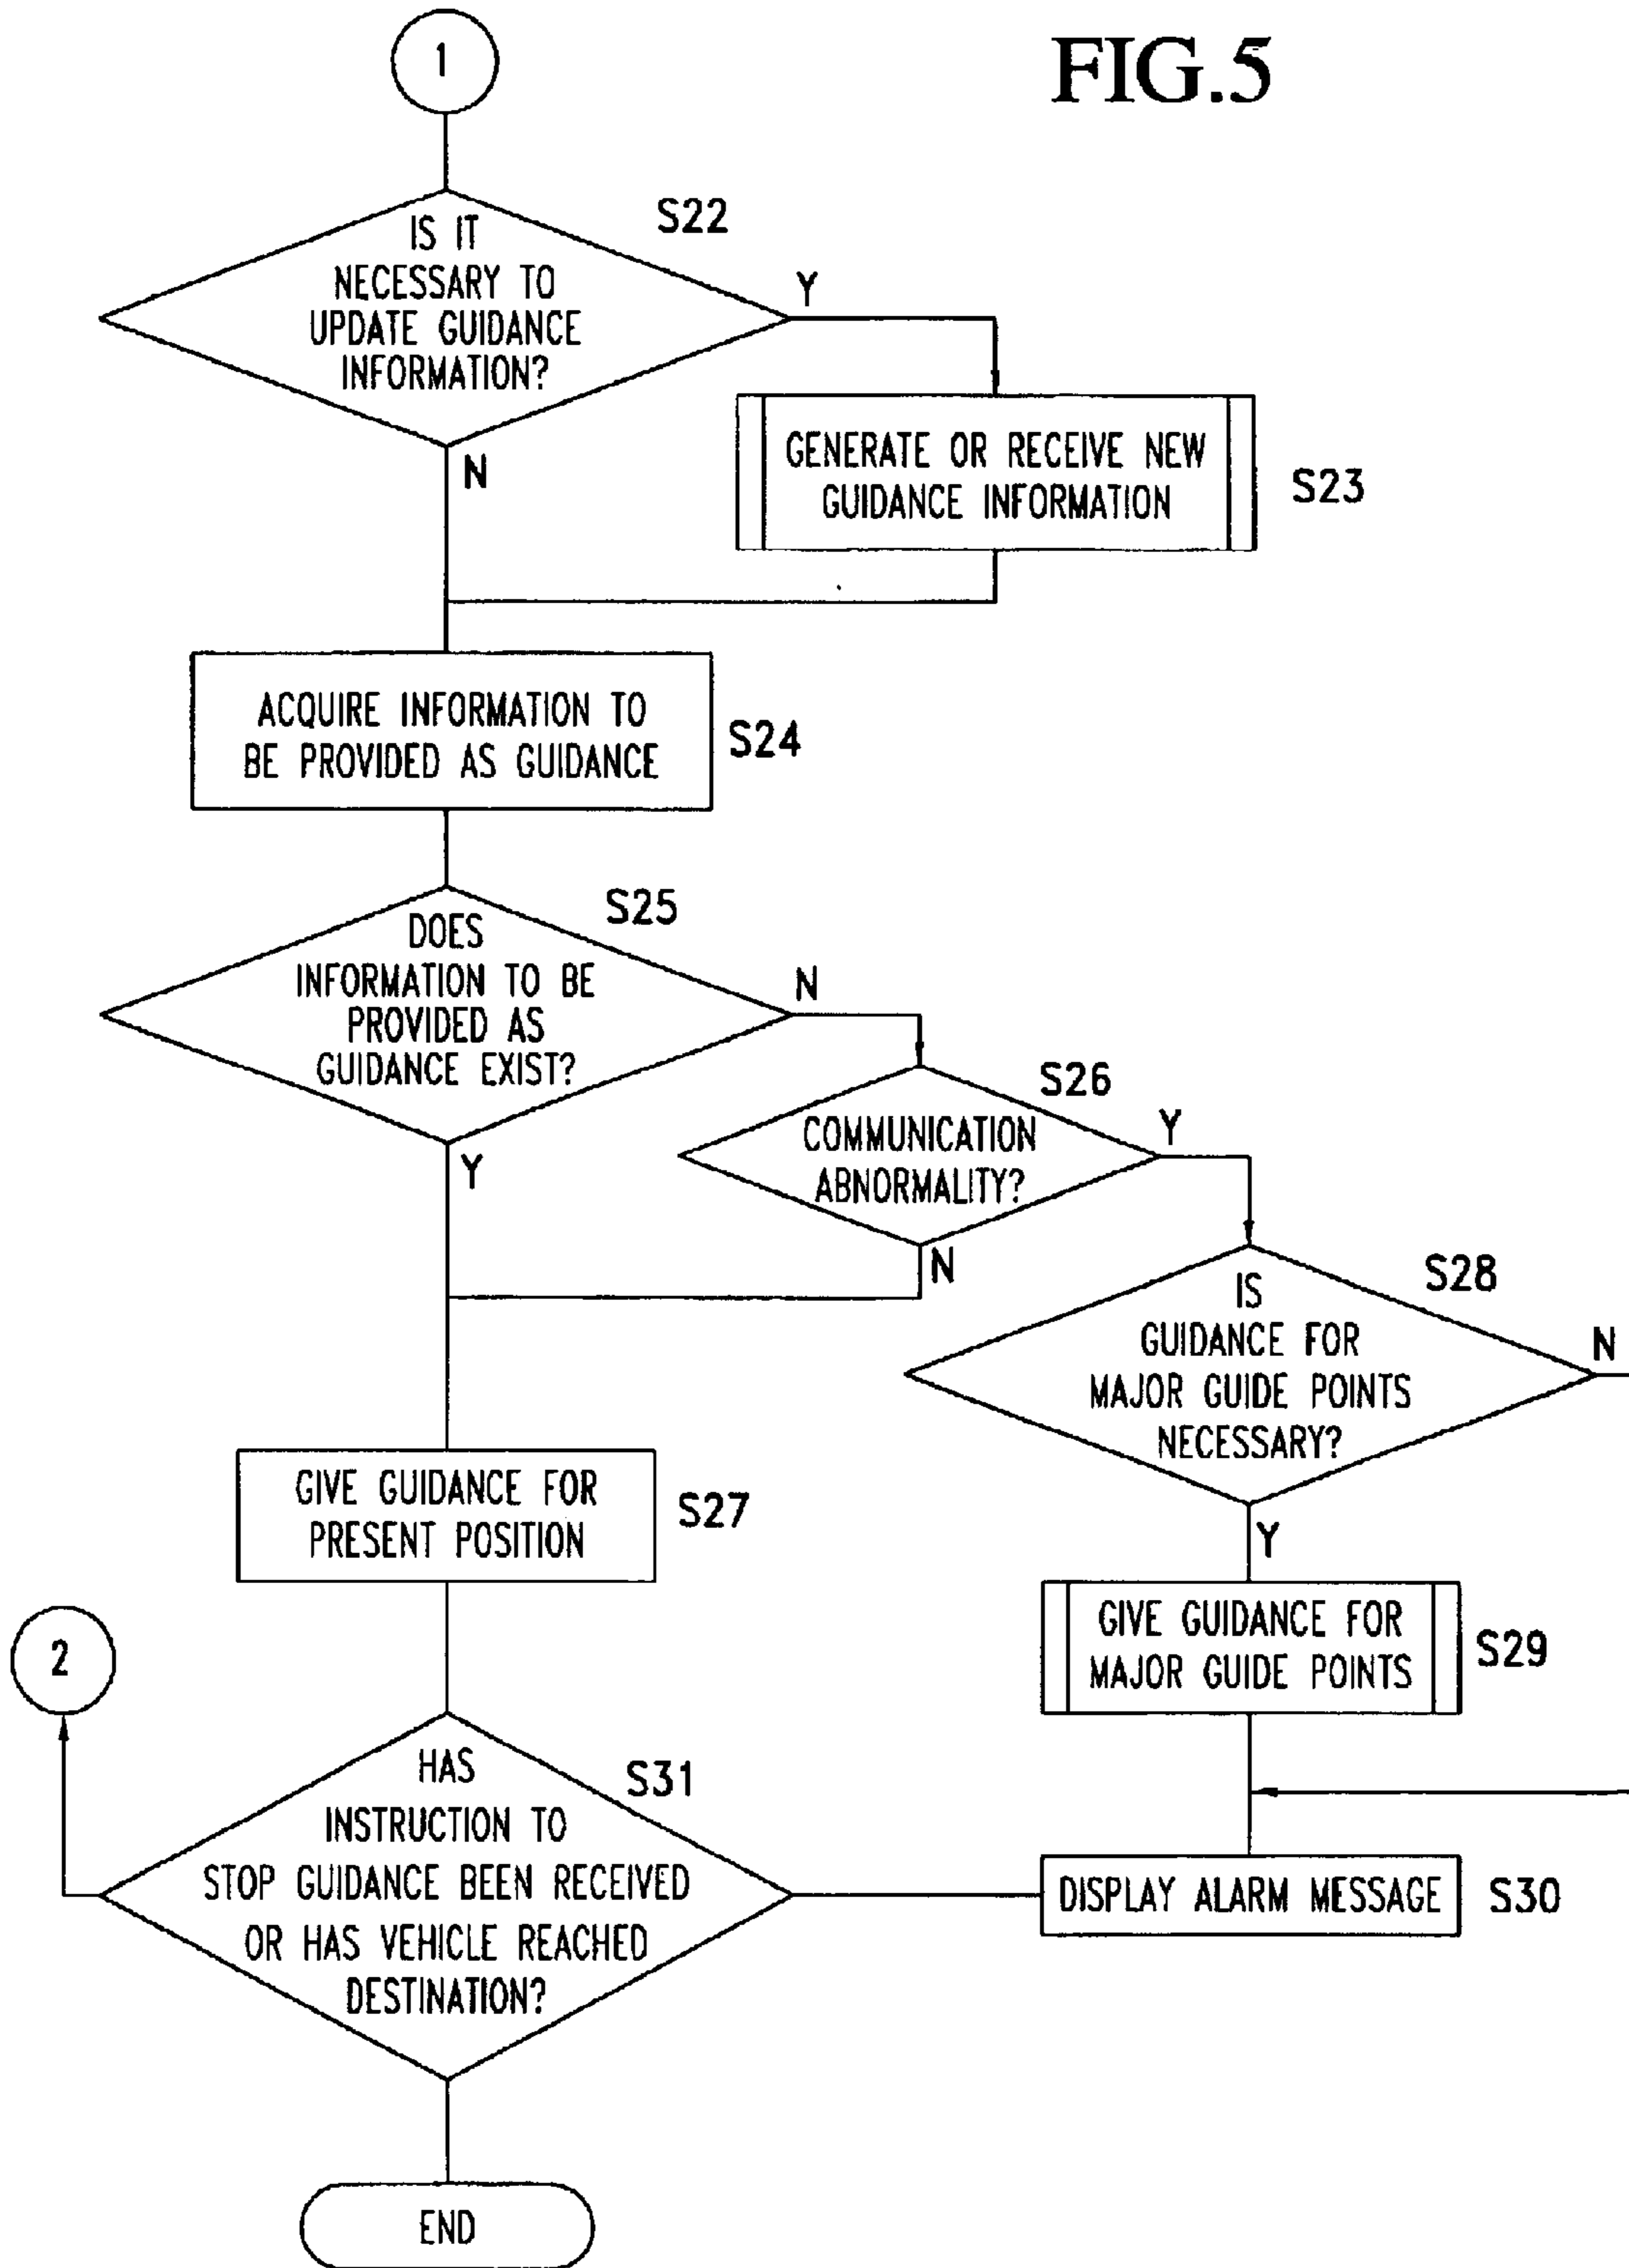 FIG.5
1
IS IT
NECESSARY TO
UPDATE GUIDANCE
INFORMATION?
S22
Y
N
GENERATE OR RECEIVE NEW
GUIDANCE INFORMATION
S23
ACQUIRE INFORMATION TO
BE PROVIDED AS GUIDANCE
S24
DOES
INFORMATION TO BE
PROVIDED AS
GUIDANCE EXIST?
S25
N
Y
COMMUNICATION
ABNORMALITY?
S26
Y
N
IS
GUIDANCE FOR
MAJOR GUIDE POINTS
NECESSARY?
S28
N
Y
GIVE GUIDANCE FOR
PRESENT POSITION
S27
GIVE GUIDANCE FOR
MAJOR GUIDE POINTS
S29
2
HAS
INSTRUCTION TO
STOP GUIDANCE BEEN RECEIVED
OR HAS VEHICLE REACHED
DESTINATION?
S31
DISPLAY ALARM MESSAGE
S30
END